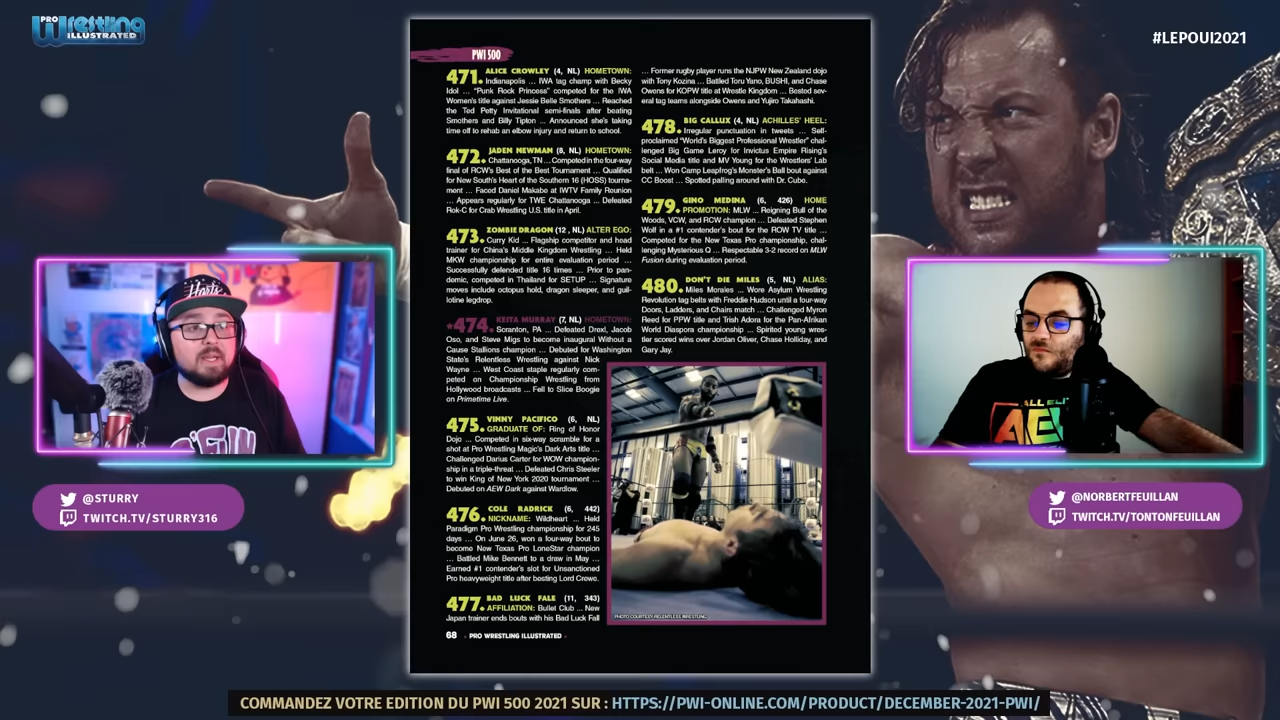 PRO
Wrestling
ILLUSTRATED
#LEPOUI2021
PWI 500
471. ALICE CROWLEY (4, NL) HOMETOWN:
Indianapolis ... IWA tag champ with Becky
Idol ... "Punk Rock Princess" competed for the IWA
Women's title against Jessie Belle Smothers ... Reached
the Ted Petty Invitational semi-finals after beating
Smothers and Billy Tipton ... Announced she's taking
time off to rehab an elbow injury and return to school.
472. JADEN NEWMAN (8, NL) HOMETOWN:
Chattanooga, TN ... Competed in the four-way
final of RCW's Best of the Best Tournament ... Qualified
for New South's Heart of the Southern 16 (HOSS) tourna-
ment ... Faced Daniel Makabe at IWTV Family Reunion
... Appears regularly for TWE Chattanooga ... Defeated
Rok-C for Crab Wrestling U.S. title in April.
473. ZOMBIE DRAGON (12 , NL) ALTER EGO:
Curry Kid ... Flagship competitor and head
trainer for China's Middle Kingdom Wrestling ... Held
MKW championship for entire evaluation period ...
Successfully defended title 16 times ... Prior to pan-
demic, competed in Thailand for SETUP ... Signature
moves include octopus hold, dragon sleeper, and guil-
lotine legdrop.
*474. KEITA MURRAY (7, NL) HOMETOWN:
Scranton, PA ... Defeated Drexl, Jacob
Oso, and Steve Migs to become inaugural Without a
Cause Stallions champion ... Debuted for Washington
State's Relentless Wrestling against Nick
Wayne ... West Coast staple regularly com-
peted on Championship Wrestling from
Hollywood broadcasts ... Fell to Slice Boogie
on Primetime Live.
475. VINNY PACIFICO (6, NL)
GRADUATE OF: Ring of Honor
Dojo ... Competed in six-way scramble for a
shot at Pro Wrestling Magic's Dark Arts title ...
Challenged Darius Carter for WOW champion-
ship in a triple-threat ... Defeated Chris Steeler
to win King of New York 2020 tournament ...
Debuted on AEW Dark against Wardlow.
476. COLE RADRICK (6, 442)
NICKNAME: Wildheart ... Held
Paradigm Pro Wrestling championship for 245
days ... On June 26, won a four-way bout to
become New Texas Pro LoneStar champion
... Battled Mike Bennett to a draw in May ...
Earned #1 contender's slot for Unsanctioned
Pro heavyweight title after besting Lord Crewe.
477. BAD LUCK FALE (11, 343)
AFFILIATION: Bullet Club ... New
Japan trainer ends bouts with his Bad Luck Fall
... Former rugby player runs the NJPW New Zealand dojo
with Tony Kozina ... Battled Toru Yano, BUSHI, and Chase
Owens for KOPW title at Wrestle Kingdom ... Bested sev-
eral tag teams alongside Owens and Yujiro Takahashi.
478. BIG CALLUX (4, NL) ACHILLES' HEEL:
Irregular punctuation in tweets ... Self-
proclaimed "World's Biggest Professional Wrestler" chal-
lenged Big Game Leroy for Invictus Empire Rising's
Social Media title and MV Young for the Wrestlers' Lab
belt ... Won Camp Leapfrog's Monster's Ball bout against
CC Boost ... Spotted palling around with Dr. Cube.
479. GINO MEDINA (6, 426) HOME
PROMOTION: MLW ... Reigning Bull of the
Woods, VCW, and RCW champion ... Defeated Stephen
Wolf in a #1 contender's bout for the ROW TV title ...
Competed for the New Texas Pro championship, chal-
lenging Mysterious Q ... Respectable 3-2 record on MLW
Fusion during evaluation period.
480. DON'T DIE MILES (5, NL) ALIAS:
Miles Morales ... Wore Asylum Wrestling
Revolution tag belts with Freddie Hudson until a four-way
Doors, Ladders, and Chairs match ... Challenged Myron
Reed for PPW title and Trish Adora for the Pan-Afrikan
World Diaspora championship ... Spirited young wres-
tler scored wins over Jordan Oliver, Chase Holliday, and
Gary Jay.
PHOTO COURTESY RELENTLESS WRESTLING
68 - PRO WRESTLING ILLUSTRATED -
@STURRY
TWITCH.TV/STURRY316
@NORBERTFEUILLAN
TWITCH.TV/TONTONFEUILLAN
COMMANDEZ VOTRE EDITION DU PWI 500 2021 SUR : HTTPS://PWI-ONLINE.COM/PRODUCT/DECEMBER-2021-PWI/